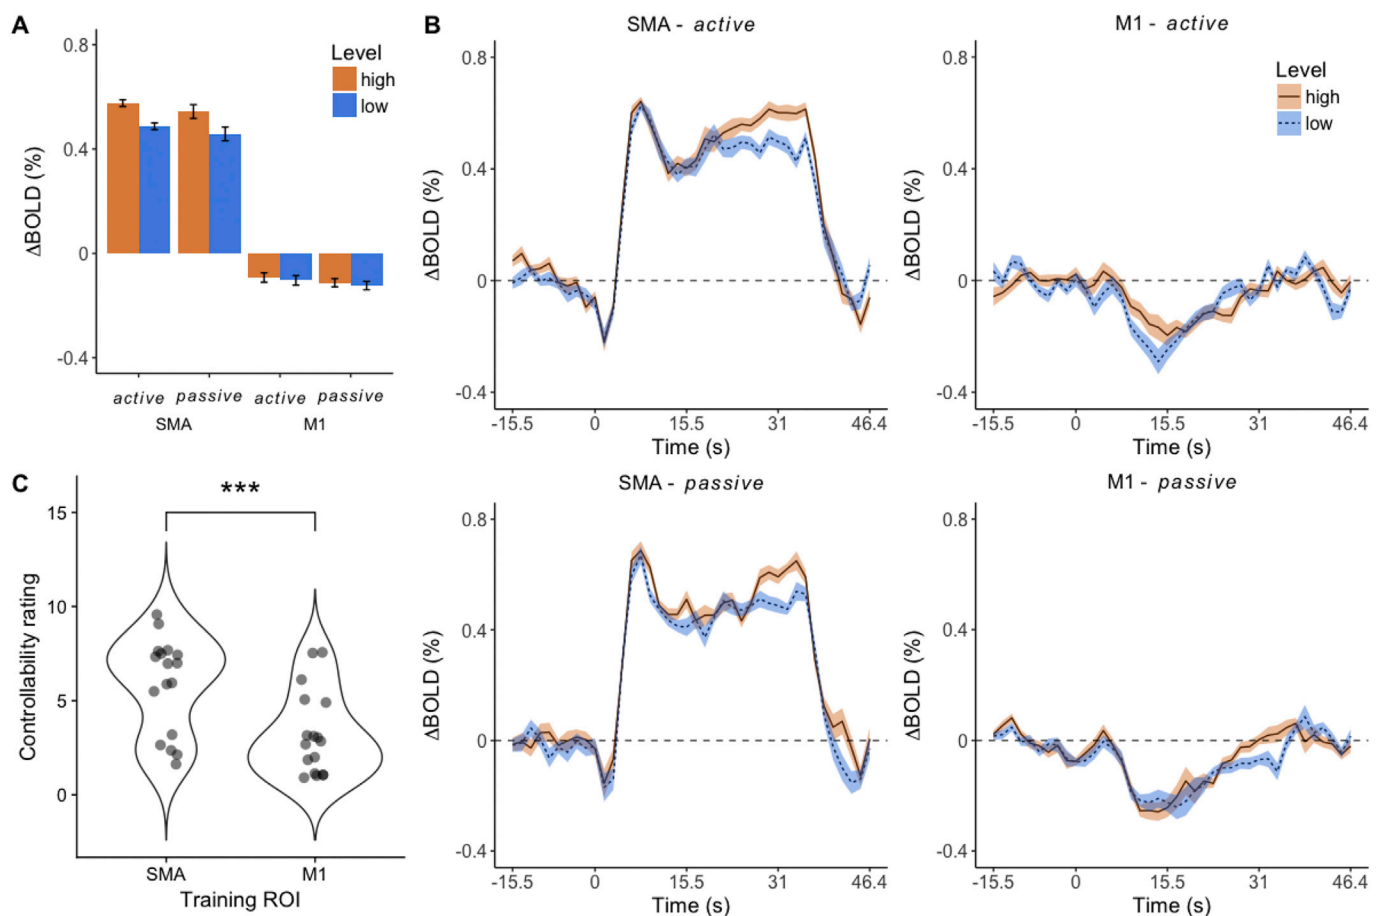 A
Level
high
low
0.8
0.4
0
-0.4
ΔBOLD (%)
active passive active passive
SMA M1
B
SMA - active
0.8
0.4
0
-0.4
ΔBOLD (%)
-15.5 0 15.5 31 46.4
Time (s)
M1 - active
Level
high
low
0.8
0.4
0
-0.4
ΔBOLD (%)
-15.5 0 15.5 31 46.4
Time (s)
C
***
15
10
5
0
Controllability rating
SMA M1
Training ROI
SMA - passive
0.8
0.4
0
-0.4
ΔBOLD (%)
-15.5 0 15.5 31 46.4
Time (s)
M1 - passive
0.8
0.4
0
-0.4
ΔBOLD (%)
-15.5 0 15.5 31 46.4
Time (s)